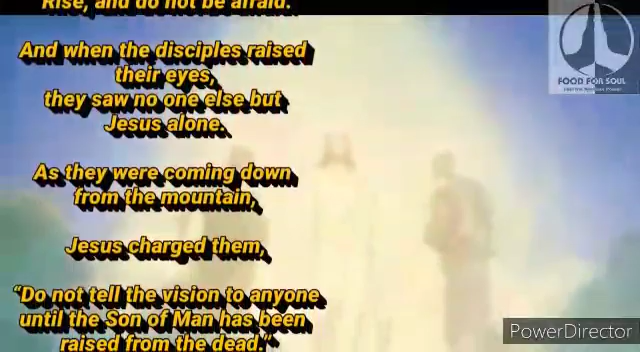 Rise, and do not be afraid.
And when the disciples raised
their eyes,
they saw no one else but
Jesus alone.
As they were coming down
from the mountain,
Jesus charged them,
“Do not tell the vision to anyone
until the Son of Man has been
raised from the dead.”
FOOD FOR SOUL
PowerDirector